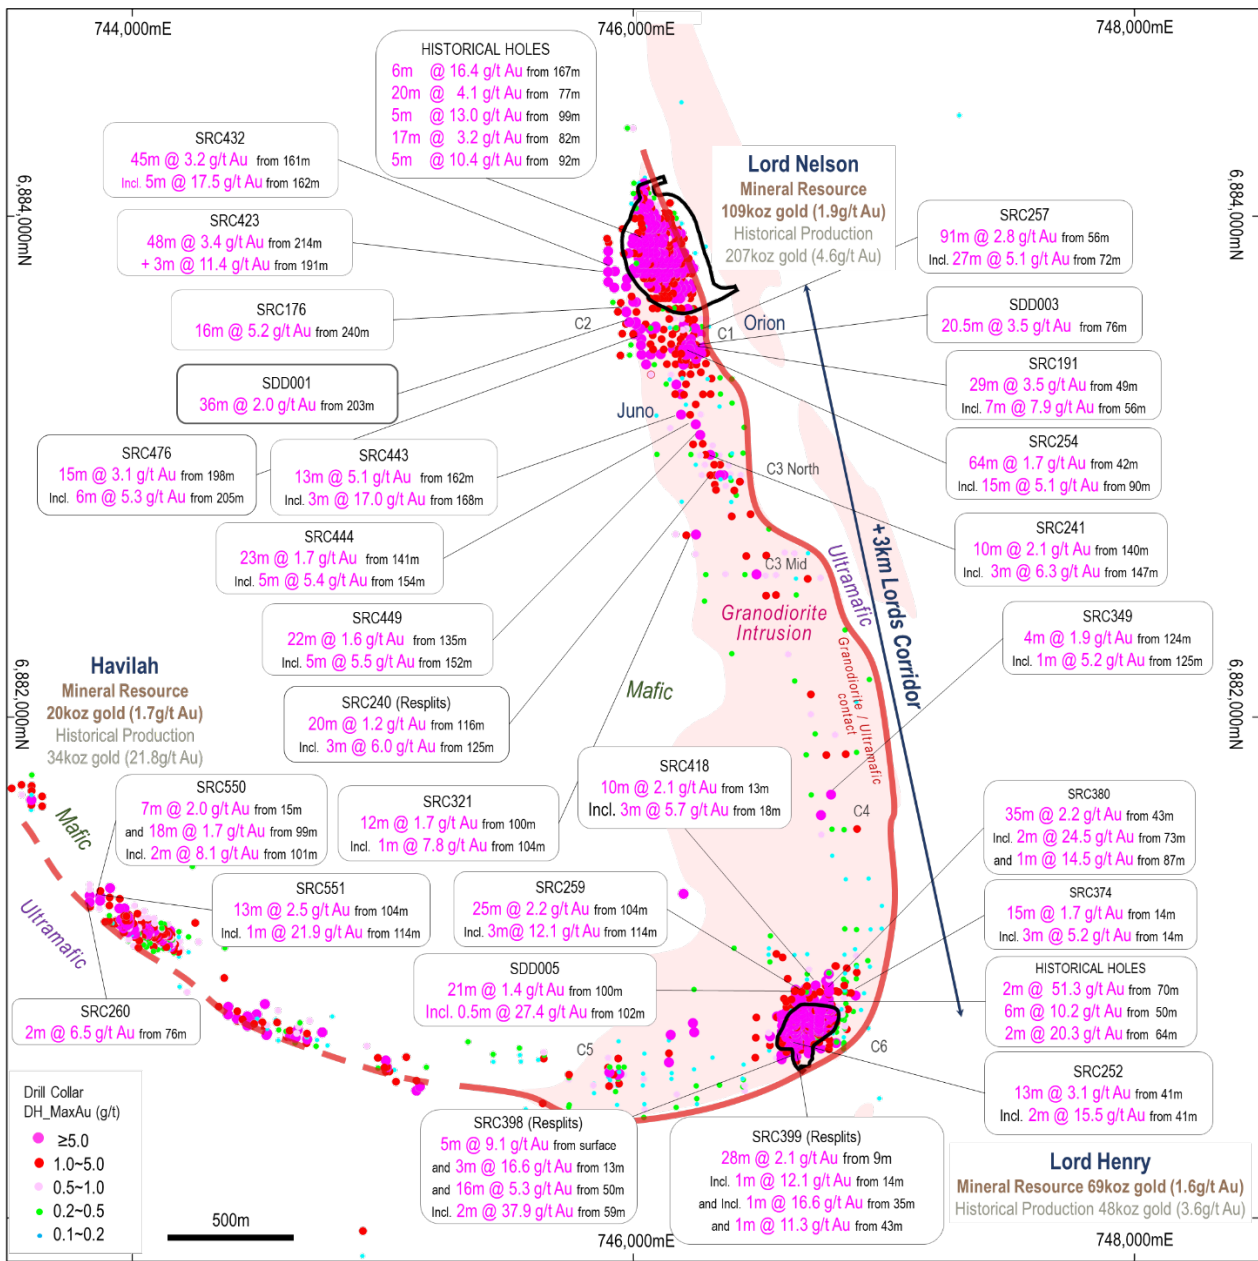 744,000mE
746,000mE
748,000mE
HISTORICAL HOLES
6m @ 16.4 g/t Au from 167m
20m @ 4.1 g/t Au from 77m
5m @ 13.0 g/t Au from 99m
17m @ 3.2 g/t Au from 82m
5m @ 10.4 g/t Au from 92m
SRC432
45m @ 3.2 g/t Au from 161m
Incl. 5m @ 17.5 g/t Au from 162m
Lord Nelson
Mineral Resource
109koz gold (1.9g/t Au)
Historical Production
207koz gold (4.6g/t Au)
6,884,000mN
6,884,000mN
SRC423
48m @ 3.4 g/t Au from 214m
+ 3m @ 11.4 g/t Au from 191m
SRC257
91m @ 2.8 g/t Au from 56m
Incl. 27m @ 5.1 g/t Au from 72m
SRC176
16m @ 5.2 g/t Au from 240m
C2
C1
Orion
SDD003
20.5m @ 3.5 g/t Au from 76m
SDD001
36m @ 2.0 g/t Au from 203m
SRC191
29m @ 3.5 g/t Au from 49m
Incl. 7m @ 7.9 g/t Au from 56m
Juno
SRC476
15m @ 3.1 g/t Au from 198m
Incl. 6m @ 5.3 g/t Au from 205m
SRC443
13m @ 5.1 g/t Au from 162m
Incl. 3m @ 17.0 g/t Au from 168m
SRC254
64m @ 1.7 g/t Au from 42m
Incl. 15m @ 5.1 g/t Au from 90m
C3 North
SRC444
23m @ 1.7 g/t Au from 141m
Incl. 5m @ 5.4 g/t Au from 154m
SRC241
10m @ 2.1 g/t Au from 140m
Incl. 3m @ 6.3 g/t Au from 147m
C3 Mid
Ultramafic
+3km Lords Corridor
Granodiorite
Intrusion
SRC449
22m @ 1.6 g/t Au from 135m
Incl. 5m @ 5.5 g/t Au from 152m
SRC349
4m @ 1.9 g/t Au from 124m
Incl. 1m @ 5.2 g/t Au from 125m
Havilah
Mineral Resource
20koz gold (1.7g/t Au)
Historical Production
34koz gold (21.8g/t Au)
6,882,000mN
6,882,000mN
Mafic
Granodiorite / Ultramafic
contact
SRC240 (Resplits)
20m @ 1.2 g/t Au from 116m
Incl. 3m @ 6.0 g/t Au from 125m
SRC418
10m @ 2.1 g/t Au from 13m
Incl. 3m @ 5.7 g/t Au from 18m
SRC550
7m @ 2.0 g/t Au from 15m
and 18m @ 1.7 g/t Au from 99m
Incl. 2m @ 8.1 g/t Au from 101m
SRC321
12m @ 1.7 g/t Au from 100m
Incl. 1m @ 7.8 g/t Au from 104m
C4
SRC380
35m @ 2.2 g/t Au from 43m
Incl. 2m @ 24.5 g/t Au from 73m
and 1m @ 14.5 g/t Au from 87m
Mafic
Ultramafic
SRC551
13m @ 2.5 g/t Au from 104m
Incl. 1m @ 21.9 g/t Au from 114m
SRC259
25m @ 2.2 g/t Au from 104m
Incl. 3m@ 12.1 g/t Au from 114m
SRC374
15m @ 1.7 g/t Au from 14m
Incl. 3m @ 5.2 g/t Au from 14m
SDD005
21m @ 1.4 g/t Au from 100m
Incl. 0.5m @ 27.4 g/t Au from 102m
HISTORICAL HOLES
2m @ 51.3 g/t Au from 70m
6m @ 10.2 g/t Au from 50m
2m @ 20.3 g/t Au from 64m
SRC260
2m @ 6.5 g/t Au from 76m
C5
C6
SRC252
13m @ 3.1 g/t Au from 41m
Incl. 2m @ 15.5 g/t Au from 41m
Drill Collar
DH_MaxAu (g/t)
≥5.0
1.0~5.0
0.5~1.0
0.2~0.5
0.1~0.2
500m
SRC398 (Resplits)
5m @ 9.1 g/t Au from surface
and 3m @ 16.6 g/t Au from 13m
and 16m @ 5.3 g/t Au from 50m
Incl. 2m @ 37.9 g/t Au from 59m
SRC399 (Resplits)
28m @ 2.1 g/t Au from 9m
Incl 1m @ 12.1 g/t Au from 14m
and Incl. 1m @ 16.6 g/t Au from 35m
and 1m @ 11.3 g/t Au from 43m
Lord Henry
Mineral Resource 69koz gold (1.6g/t Au)
Historical Production 48koz gold (3.6g/t Au)
746,000mE
748,000mE